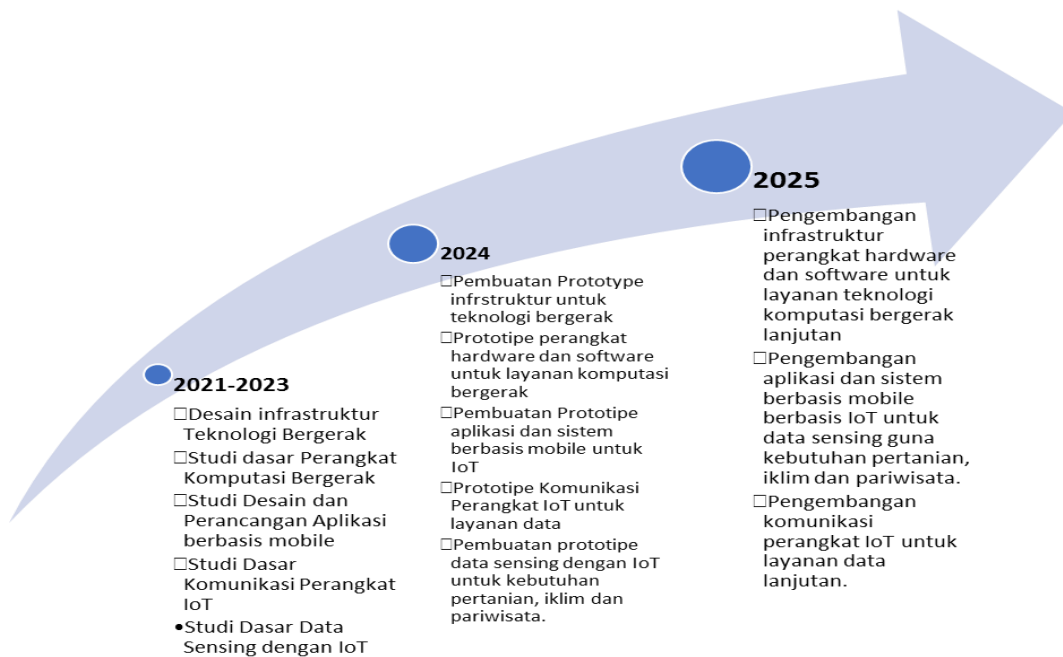 2021-2023
□Desain infrastruktur
Teknologi Bergerak
□Studi dasar Perangkat
Komputasi Bergerak
□Studi Desain dan
Perancangan Aplikasi
berbasis mobile
□Studi Dasar
Komunikasi Perangkat
IoT
•Studi Dasar Data
Sensing dengan IoT
2024
□Pembuatan Prototype
infrstruktur untuk
teknologi bergerak
□Prototipe perangkat
hardware dan software
untuk layanan komputasi
bergerak
□Pembuatan Prototipe
aplikasi dan sistem
berbasis mobile untuk
IoT
□Prototipe Komunikasi
Perangkat IoT untuk
layanan data
□Pembuatan prototipe
data sensing dengan IoT
untuk kebutuhan
pertanian, iklim dan
pariwisata.
2025
□Pengembangan
infrastruktur
perangkat hardware
dan software untuk
layanan teknologi
komputasi bergerak
lanjutan
□Pengembangan
aplikasi dan sistem
berbasis mobile
berbasis IoT untuk
data sensing guna
kebutuhan pertanian,
iklim dan pariwisata.
□Pengembangan
komunikasi
perangkat IoT untuk
layanan data
lanjutan.